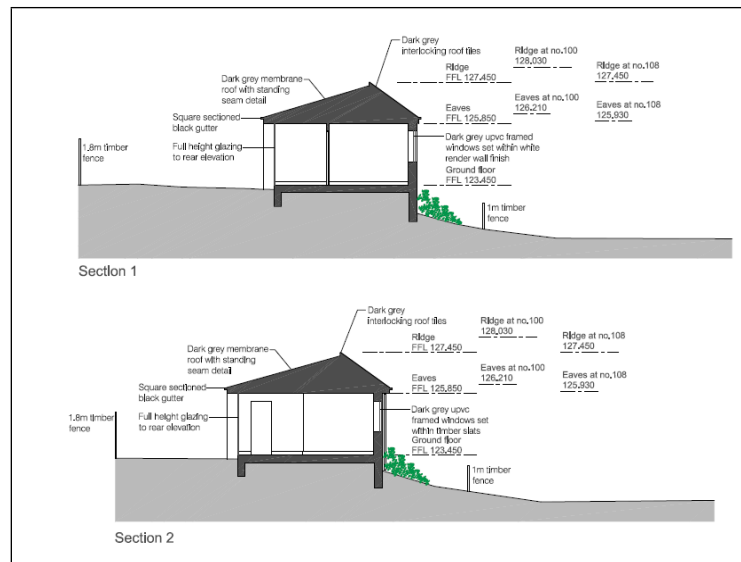 Dark grey
interlocking roof tiles
Ridge at no.100
128.030
Ridge at no.108
127.450
Ridge
FFL 127.450
Dark grey membrane
roof with standing
seam detail
Eaves at no.100
126.210
Eaves at no.108
125.930
Eaves
FFL 125.850
Square sectioned
black gutter
1.8m timber
fence
Full height glazing
to rear elevation
Dark grey upvc framed
windows set within white
render wall finish
Ground floor
FFL 123.450
1m timber
fence
Section 1
Dark grey
interlocking roof tiles
Ridge at no.100
128.030
Ridge at no.108
127.450
Ridge
FFL 127.450
Dark grey membrane
roof with standing
seam detail
Eaves at no.100
126.210
Eaves at no.108
125.930
Eaves
FFL 125.850
Square sectioned
black gutter
1.8m timber
fence
Full height glazing
to rear elevation
Dark grey upvc
framed windows set
within timber slats
Ground floor
FFL 123.450
1m timber
fence
Section 2